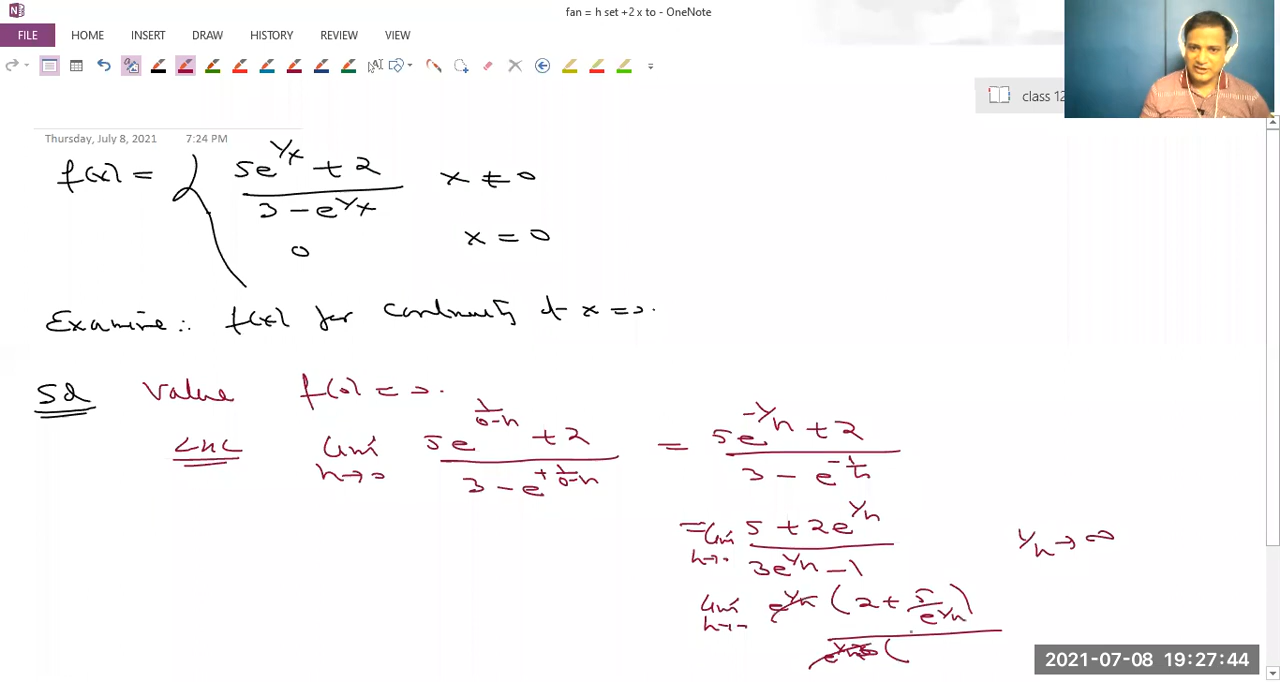 fan = h set +2 x to - OneNote
FILE HOME INSERT DRAW HISTORY REVIEW VIEW
class 12
Thursday, July 8, 2021 7:24 PM
f(x) = { (5e^{1/x} + 2)/(3 - e^{1/x}) x ≠ 0
0 x = 0
Examine :. f(x) for continuity at x = 0.
Sol Value f(0) = 0.
LHL lim h→0 (5e^{1/0-h} + 2)/(3 - e^{+1/0-h}) = (5e^{-1/h} + 2)/(3 - e^{-1/h})
= lim h→0 (5 + 2e^{1/h})/(3e^{1/h} - 1) 1/h → ∞
lim h→0 e^{1/h} (2 + 5/e^{1/h})
e^{1/h} (
2021-07-08 19:27:44